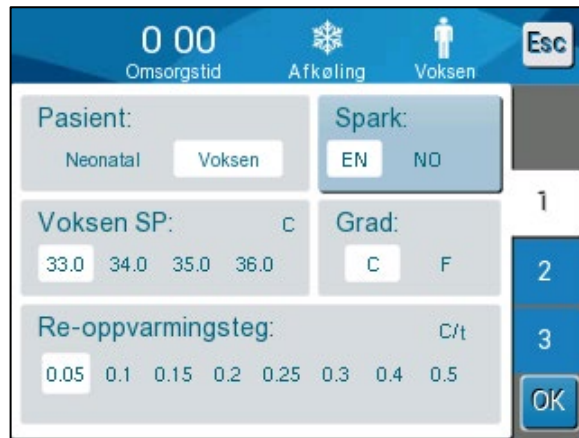 0 00
Omsorgstid
Afkøling
Voksen
Esc
Pasient:
Neonatal Voksen
Spark:
EN NO
Voksen SP: C
33.0 34.0 35.0 36.0
Grad:
C F
Re-oppvarmingsteg: C/t
0.05 0.1 0.15 0.2 0.25 0.3 0.4 0.5
1
2
3
OK